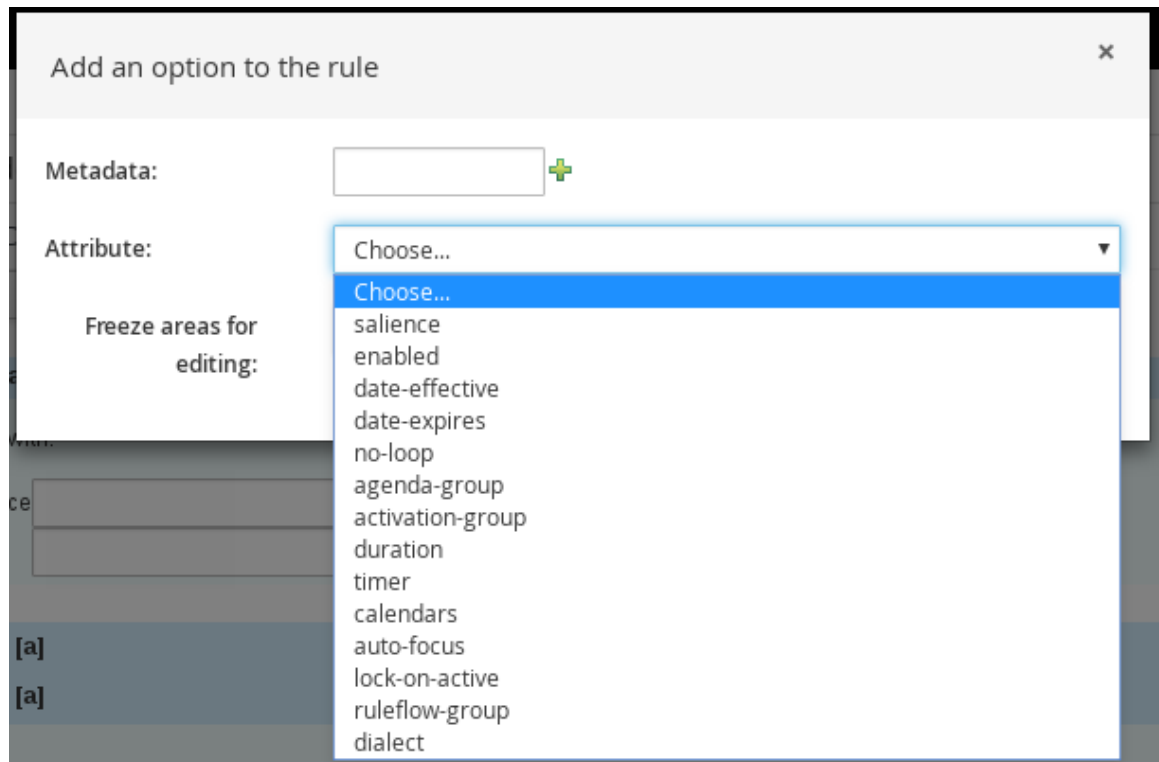 Add an option to the rule
×
Metadata:
Attribute:
Choose...
Choose...
salience
enabled
date-effective
date-expires
no-loop
agenda-group
activation-group
duration
timer
calendars
auto-focus
lock-on-active
ruleflow-group
dialect
Freeze areas for
editing:
ce
[a]
[a]